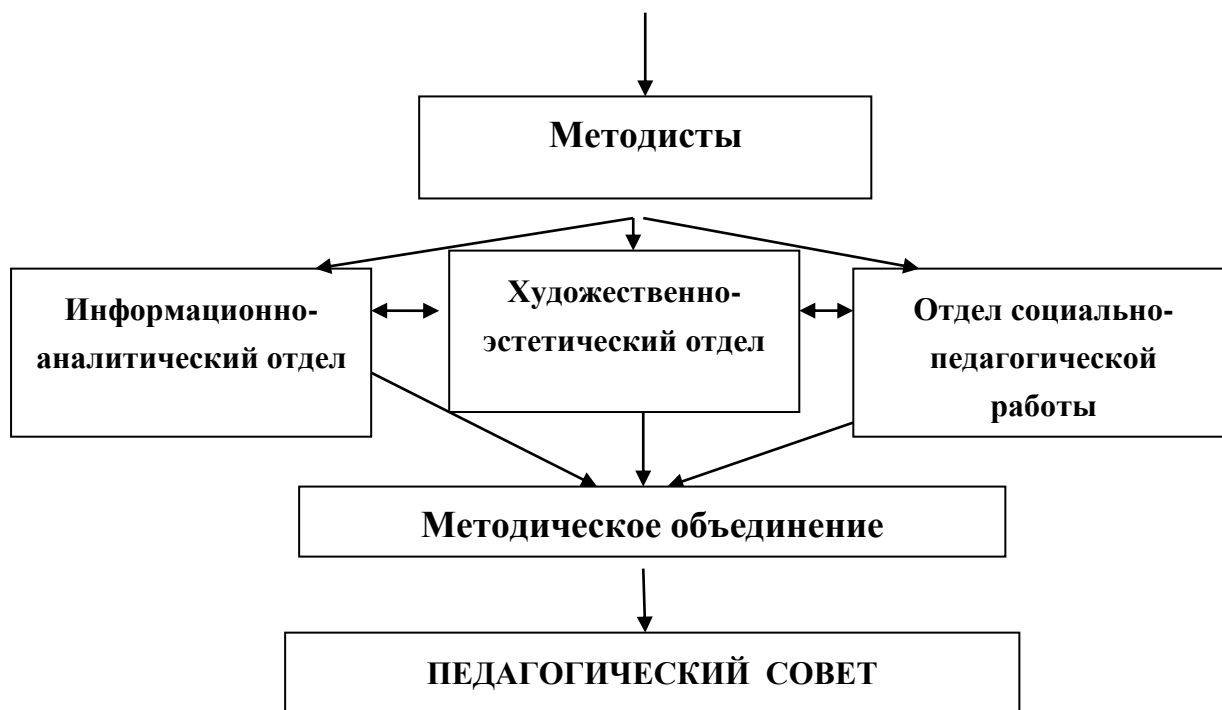 Методисты
Информационно-
аналитический отдел
Художественно-
эстетический отдел
Отдел социально-
педагогической
работы
Методическое объединение
ПЕДАГОГИЧЕСКИЙ СОВЕТ